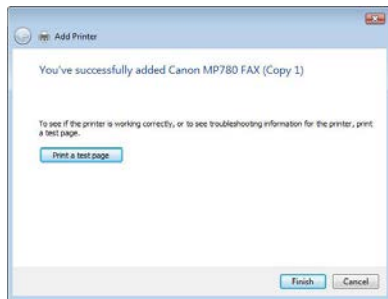 Add Printer
You've successfully added Canon MP780 FAX (Copy 1)
To see if the printer is working correctly, or to see troubleshooting information for the printer, print
a test page.
Print a test page
Finish
Cancel